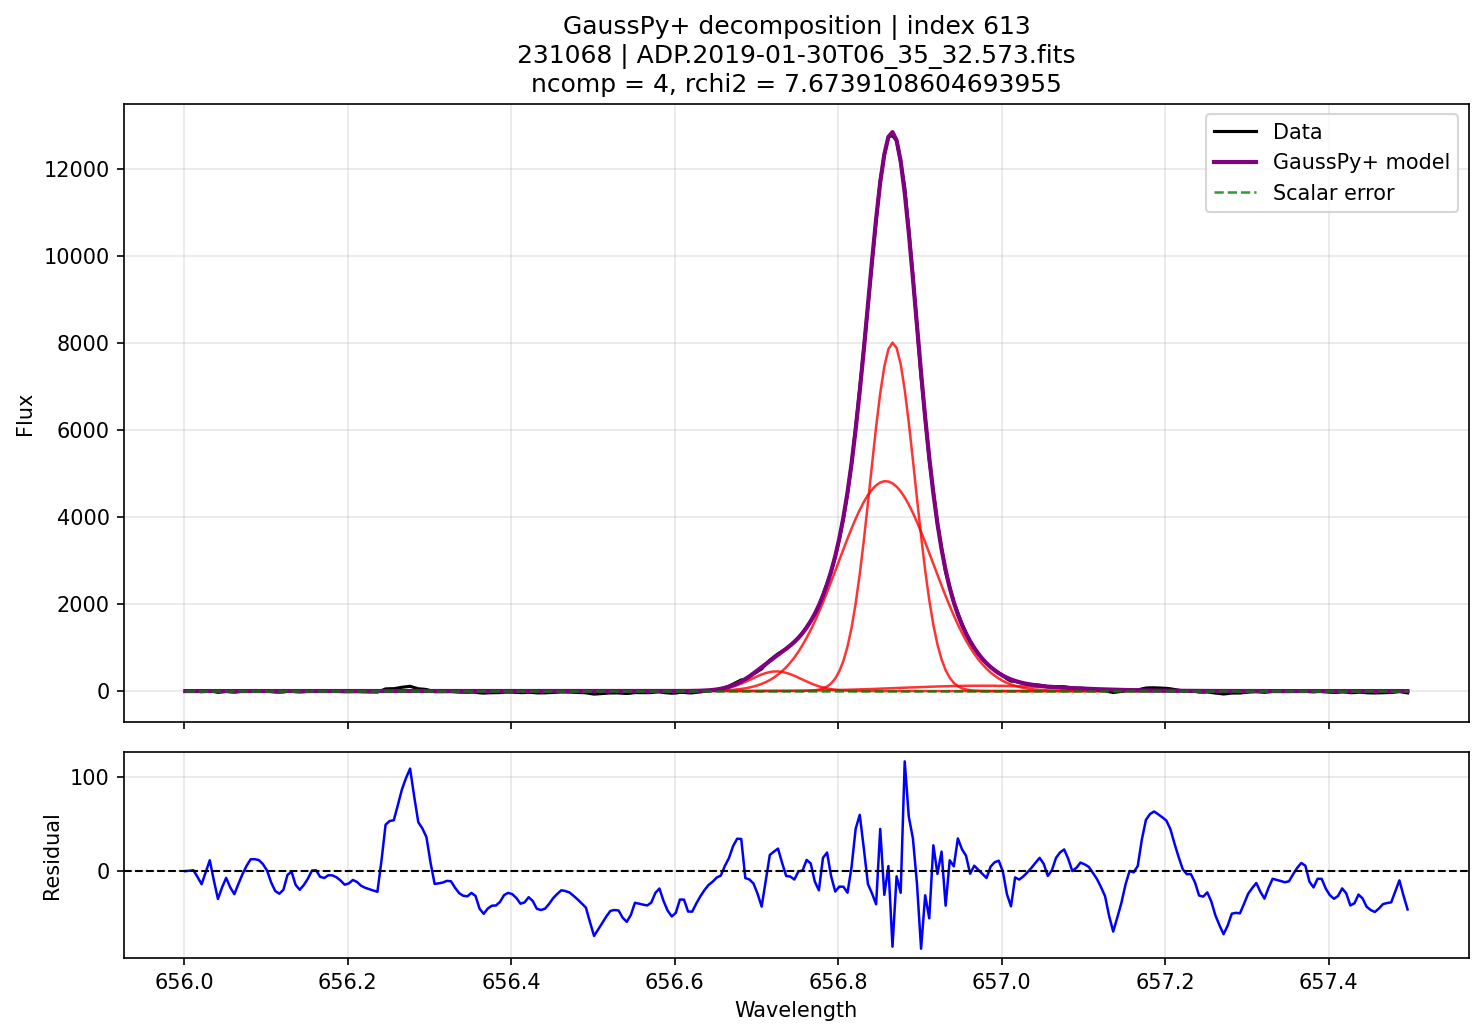 GaussPy+ decomposition | index 613
231068 | ADP.2019-01-30T06_35_32.573.fits
ncomp = 4, rchi2 = 7.6739108604693955
Data
GaussPy+ model
Scalar error
12000
10000
8000
6000
4000
2000
0
Flux
100
0
Residual
656.0
656.2
656.4
656.6
656.8
657.0
657.2
657.4
Wavelength